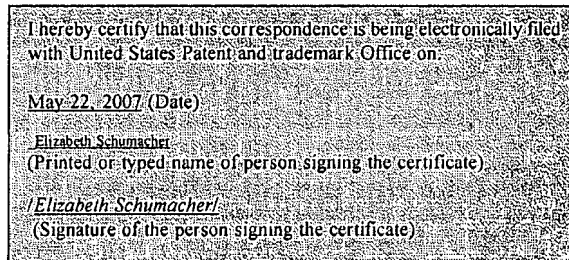 I hereby certify that this correspondence is being electronically filed
with United States Patent and trademark Office on:
May 22, 2007 (Date)
Elizabeth Schumacher
(Printed or typed name of person signing the certificate)
/Elizabeth Schumacher/
(Signature of the person signing the certificate)